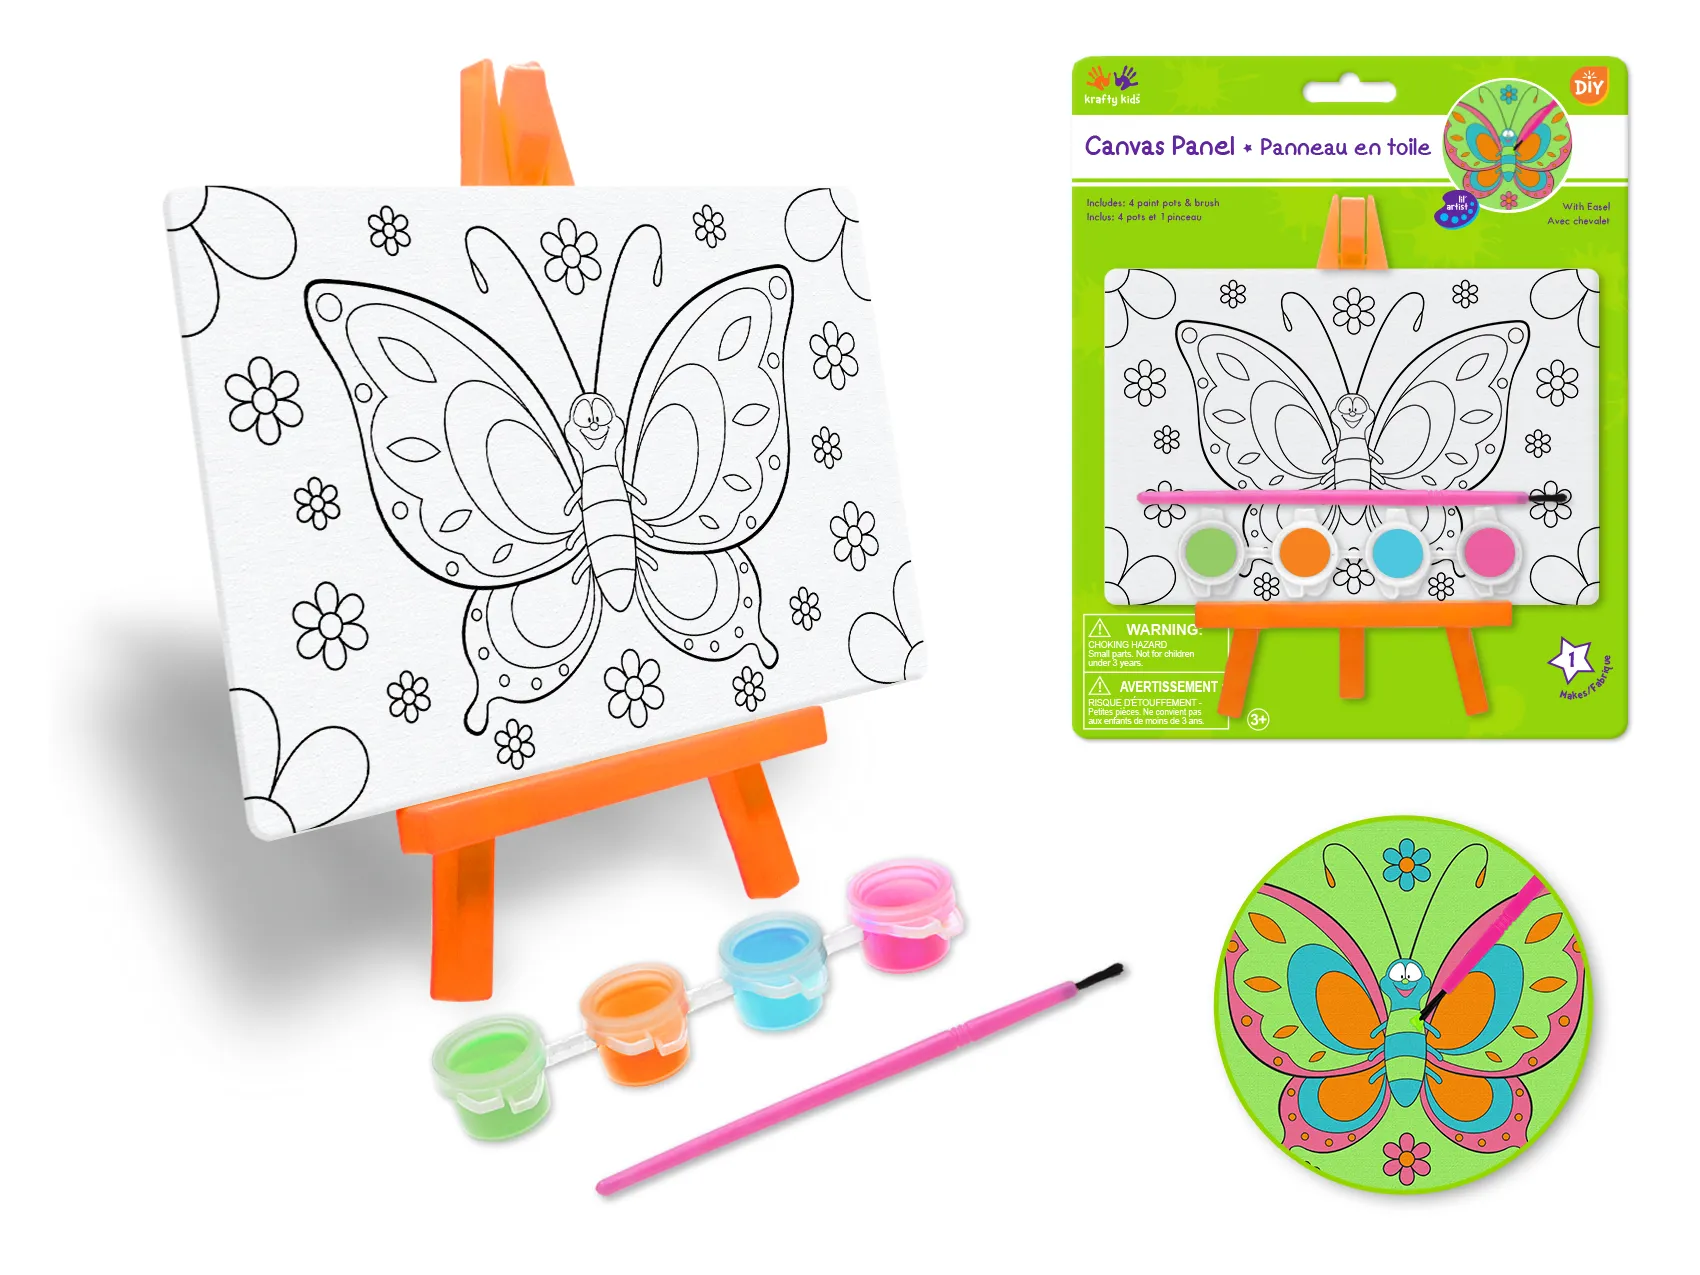 krafty kids
DIY
Canvas Panel ★ Panneau en toile
Includes: 4 paint pots & brush
Inclus: 4 pots et 1 pinceau
lil'
artist
With Easel
Avec chevalet
WARNING:
CHOKING HAZARD
Small parts. Not for children
under 3 years.
AVERTISSEMENT
RISQUE D'ÉTOUFFEMENT -
Petites pièces. Ne convient pas
aux enfants de moins de 3 ans.
3+
1
Makes/Fabrique